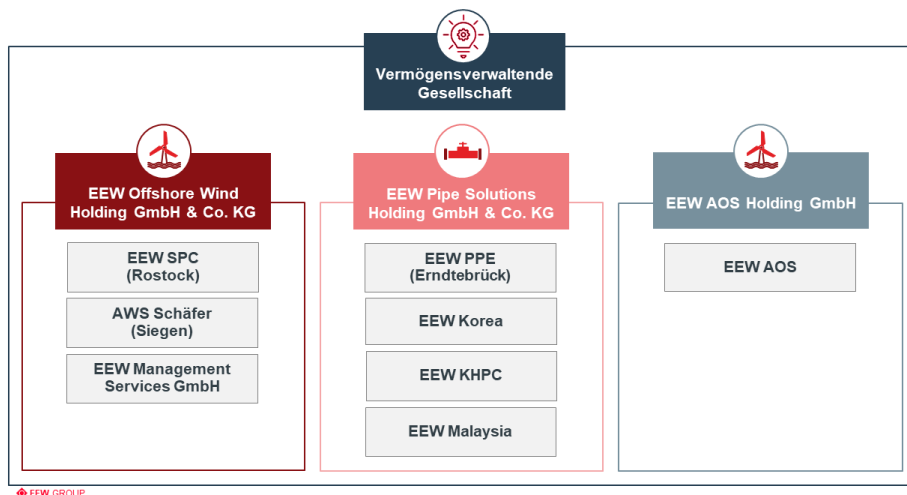 Vermögensverwaltende
Gesellschaft
EEW Offshore Wind
Holding GmbH & Co. KG
EEW SPC
(Rostock)
AWS Schäfer
(Siegen)
EEW Management
Services GmbH
EEW Pipe Solutions
Holding GmbH & Co. KG
EEW PPE
(Erndtebrück)
EEW Korea
EEW KHPC
EEW Malaysia
EEW AOS Holding GmbH
EEW AOS
EEW GROUP